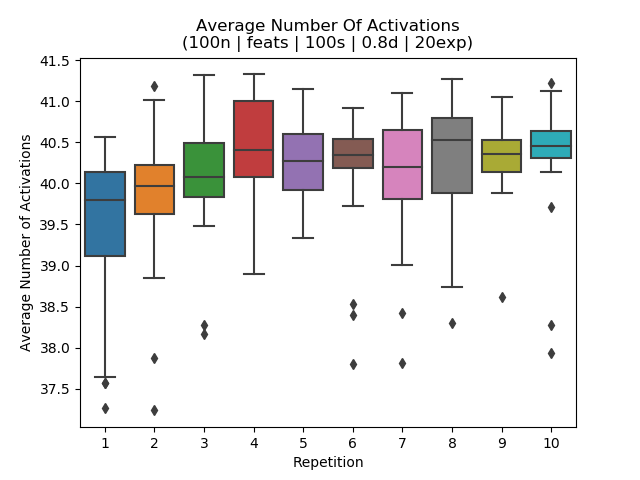 Average Number Of Activations
(100n | feats | 100s | 0.8d | 20exp)
Average Number of Activations
41.5
41.0
40.5
40.0
39.5
39.0
38.5
38.0
37.5
1 2 3 4 5 6 7 8 9 10
Repetition